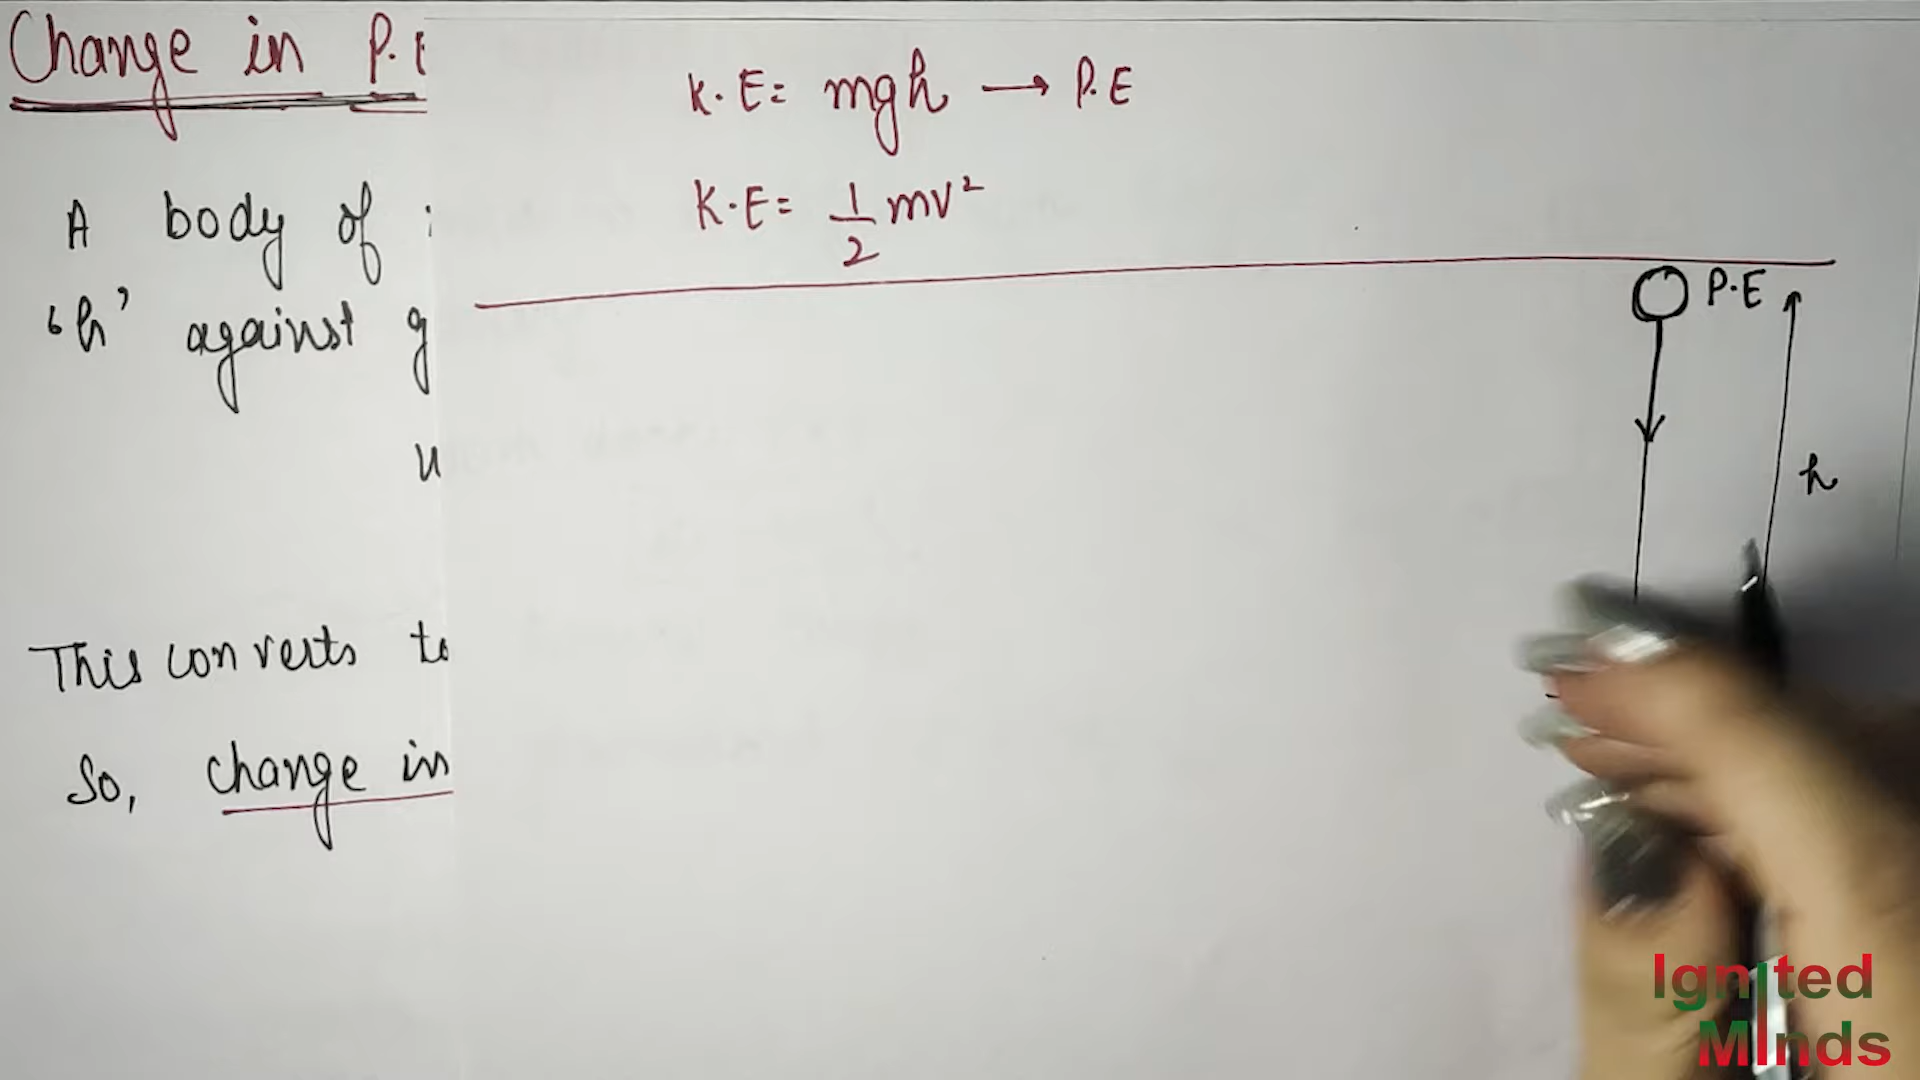 Change in P.E
K.E = mgh → P.E
K.E = 1/2 mv²
A body of
'h' against g
P.E
h
u
This converts to
So, change in
Ignited
Minds